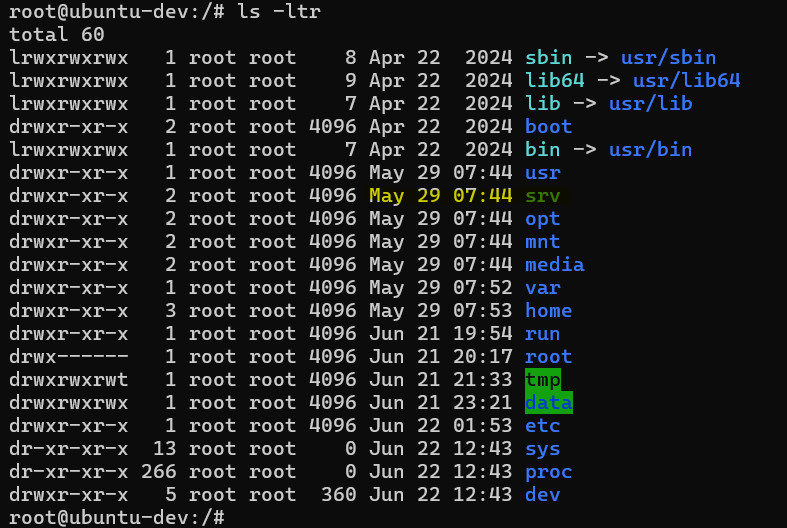 root@ubuntu-dev:/# ls -ltr
total 60
lrwxrwxrwx   1 root root    8 Apr 22  2024 sbin -> usr/sbin
lrwxrwxrwx   1 root root    9 Apr 22  2024 lib64 -> usr/lib64
lrwxrwxrwx   1 root root    7 Apr 22  2024 lib -> usr/lib
drwxr-xr-x   2 root root 4096 Apr 22  2024 boot
lrwxrwxrwx   1 root root    7 Apr 22  2024 bin -> usr/bin
drwxr-xr-x   1 root root 4096 May 29 07:44 usr
drwxr-xr-x   2 root root 4096 May 29 07:44 srv
drwxr-xr-x   2 root root 4096 May 29 07:44 opt
drwxr-xr-x   2 root root 4096 May 29 07:44 mnt
drwxr-xr-x   2 root root 4096 May 29 07:44 media
drwxr-xr-x   1 root root 4096 May 29 07:52 var
drwxr-xr-x   3 root root 4096 May 29 07:53 home
drwxr-xr-x   1 root root 4096 Jun 21 19:54 run
drwx------   1 root root 4096 Jun 21 20:17 root
drwxrwxrwt   1 root root 4096 Jun 21 21:33 tmp
drwxrwxrwx   1 root root 4096 Jun 21 23:21 data
drwxr-xr-x   1 root root 4096 Jun 22 01:53 etc
dr-xr-xr-x  13 root root    0 Jun 22 12:43 sys
dr-xr-xr-x 266 root root    0 Jun 22 12:43 proc
drwxr-xr-x   5 root root  360 Jun 22 12:43 dev
root@ubuntu-dev:/#